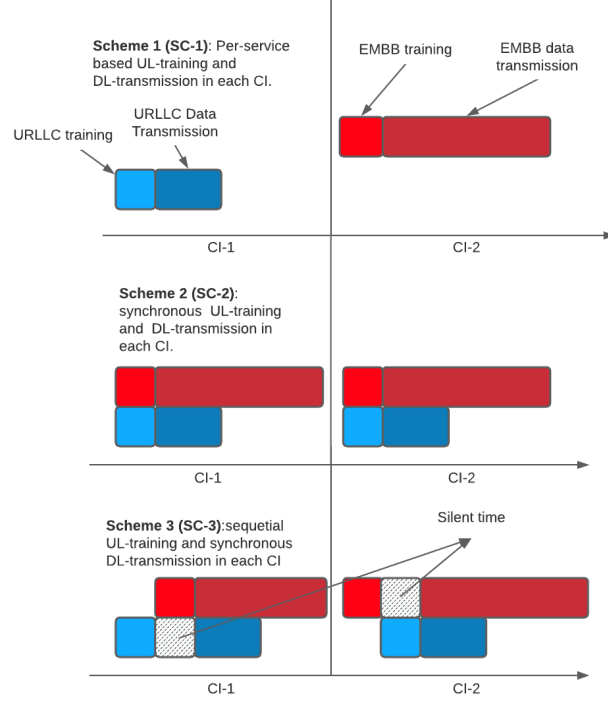 Scheme 1 (SC-1): Per-service
based UL-training and
DL-transmission in each CI.
EMBB training
EMBB data
transmission
URLLC training
URLLC Data
Transmission
CI-1
CI-2
Scheme 2 (SC-2):
synchronous UL-training
and DL-transmission in
each CI.
CI-1
CI-2
Scheme 3 (SC-3):sequetial
UL-training and synchronous
DL-transmission in each CI
Silent time
CI-1
CI-2